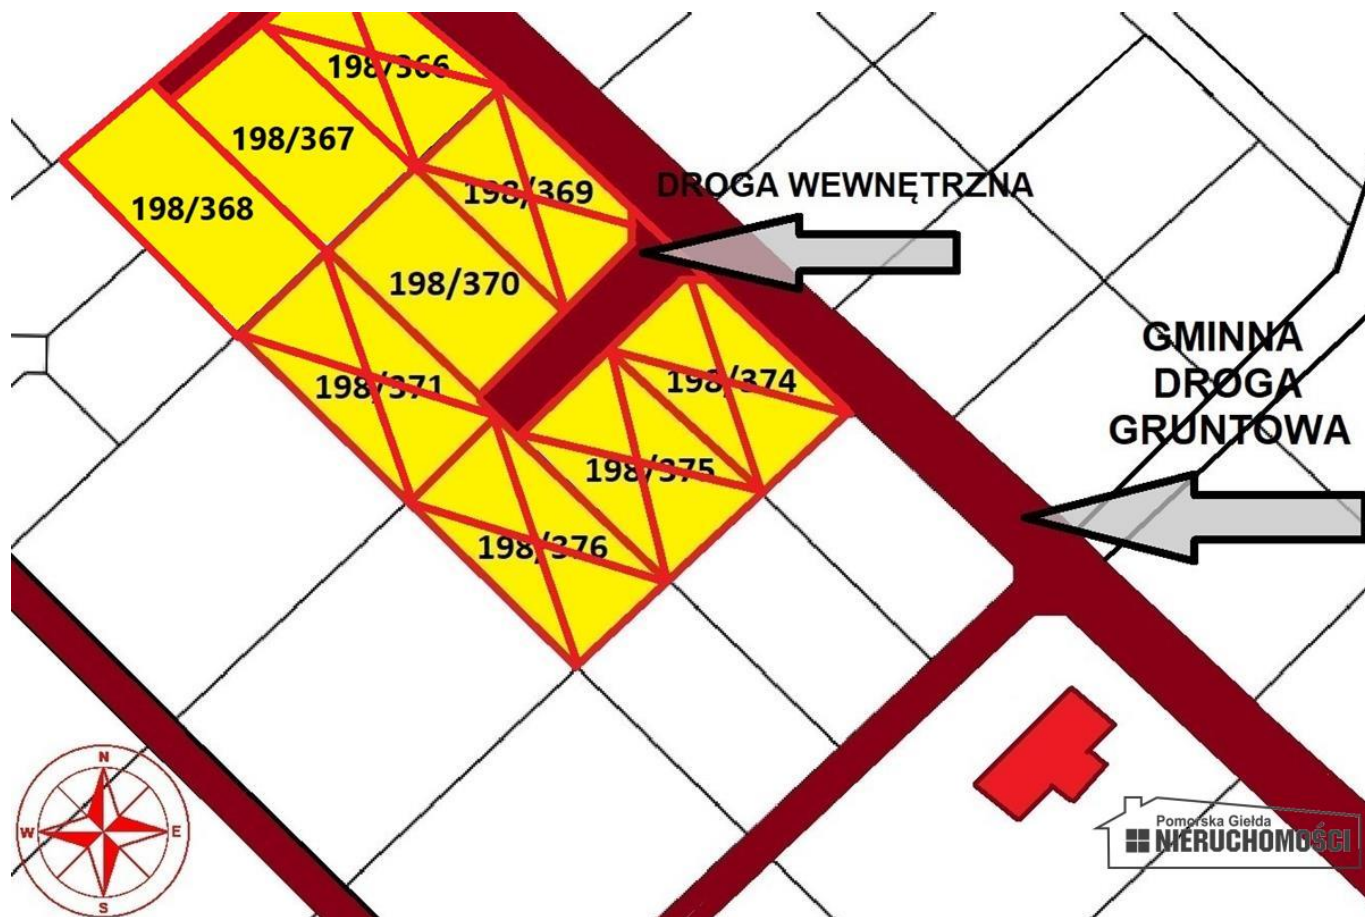 198/366
198/367
198/368
198/369
DROGA WEWNĘTRZNA
198/370
198/371
198/374
198/375
198/376
GMINNA
DROGA
GRUNTOWA
N
W
E
S
Pomorska Giełda
NIERUCHOMOŚCI